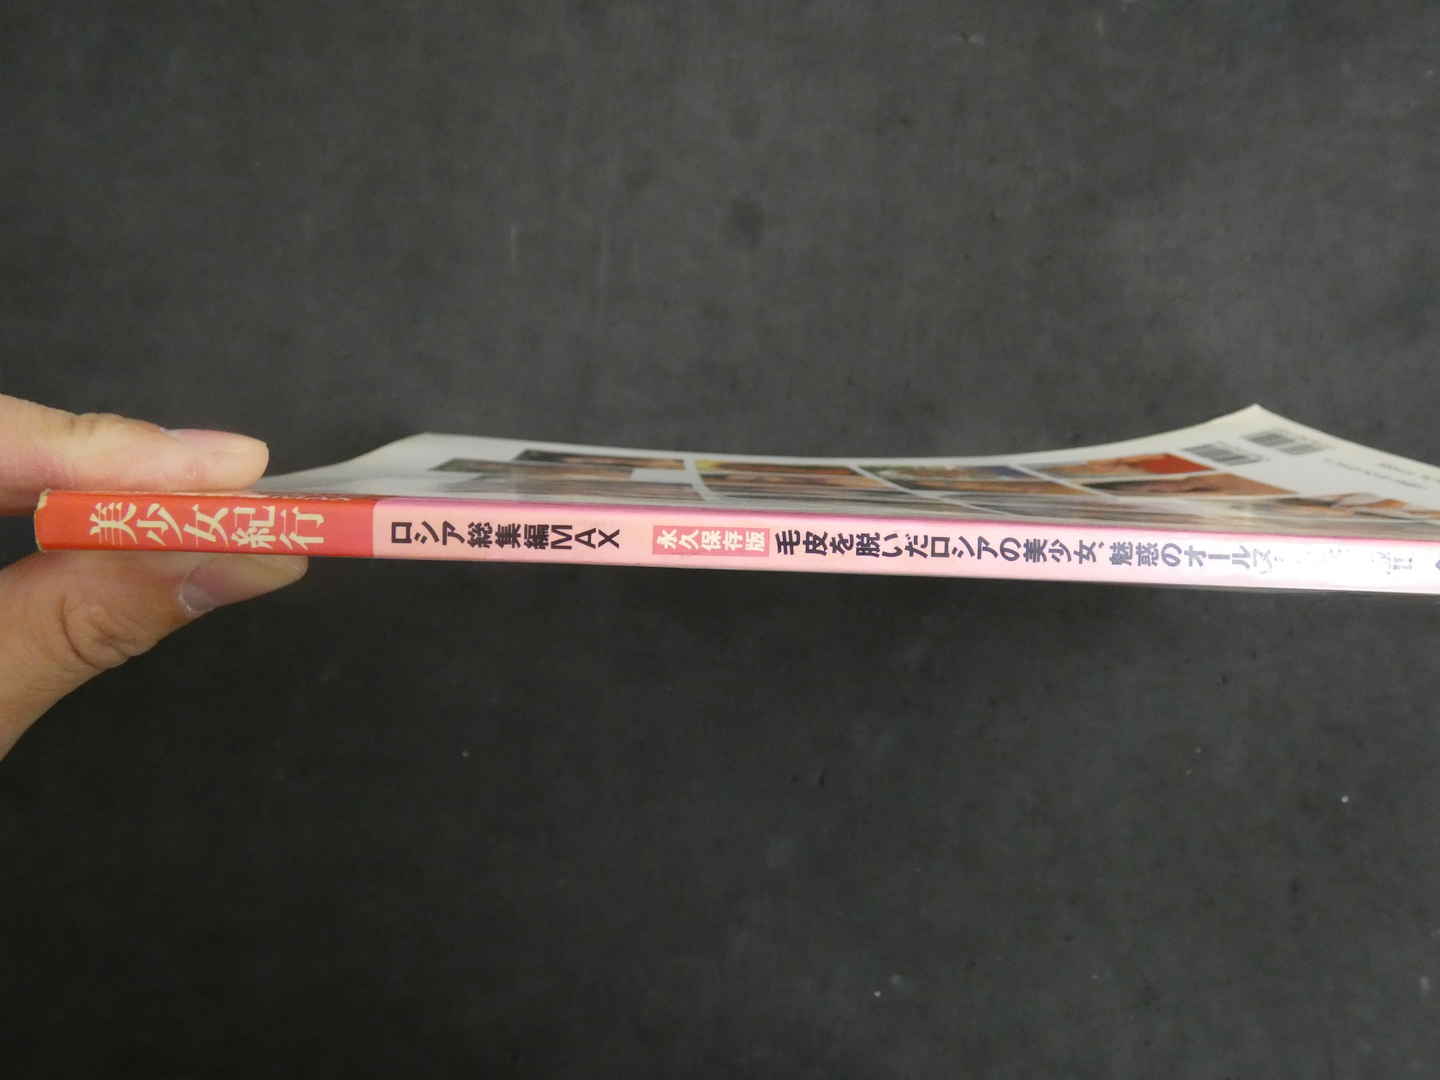 美少女紀行
ロシア総集編MAX
永久保存版
毛皮を脱いだロシアの美少女、魅惑のオール